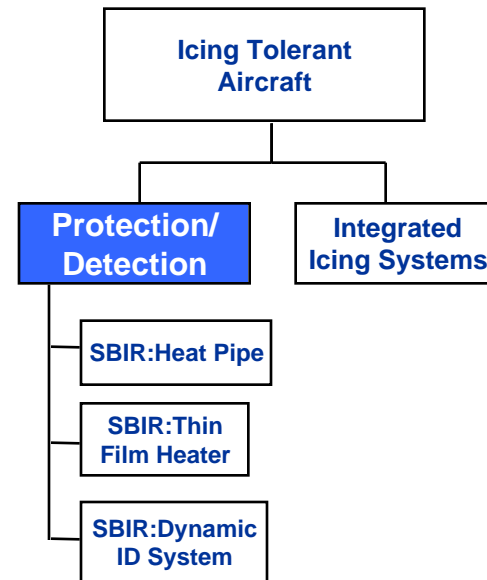 Icing Tolerant
Aircraft
Protection/
Detection
Integrated
Icing Systems
SBIR:Heat Pipe
SBIR:Thin
Film Heater
SBIR:Dynamic
ID System